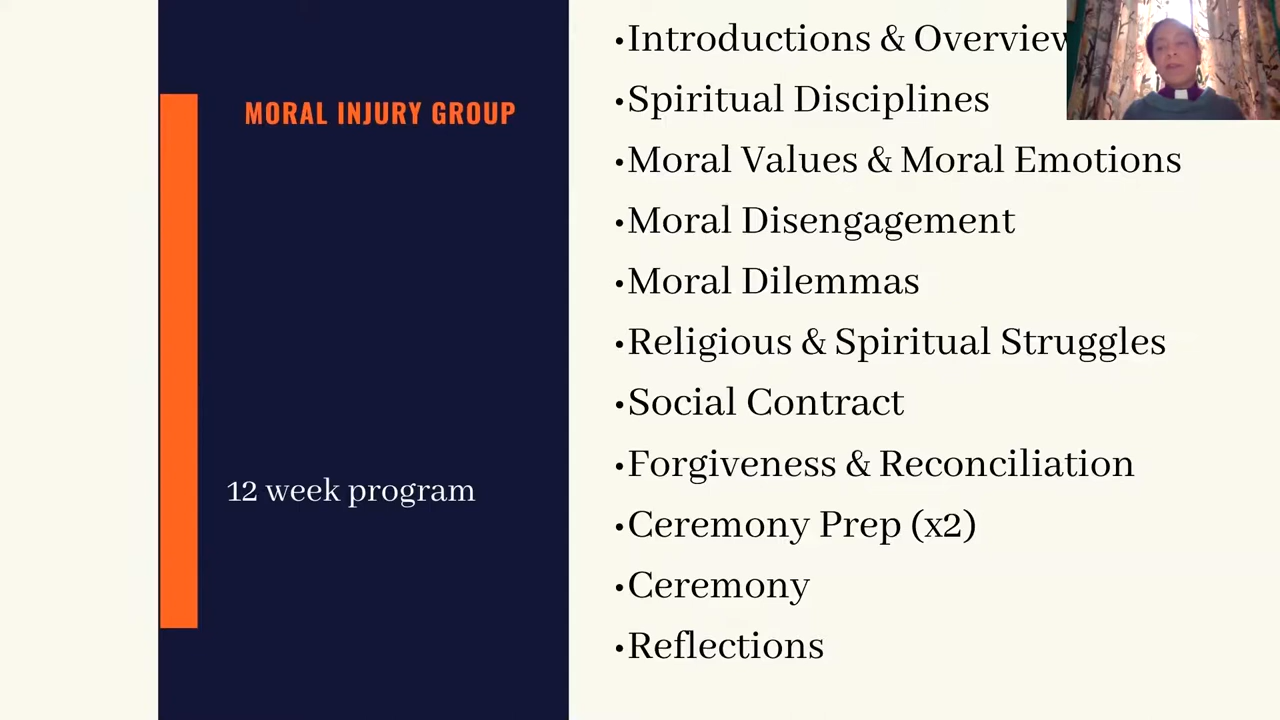 MORAL INJURY GROUP
12 week program
•Introductions & Overview
•Spiritual Disciplines
•Moral Values & Moral Emotions
•Moral Disengagement
•Moral Dilemmas
•Religious & Spiritual Struggles
•Social Contract
•Forgiveness & Reconciliation
•Ceremony Prep (x2)
•Ceremony
•Reflections